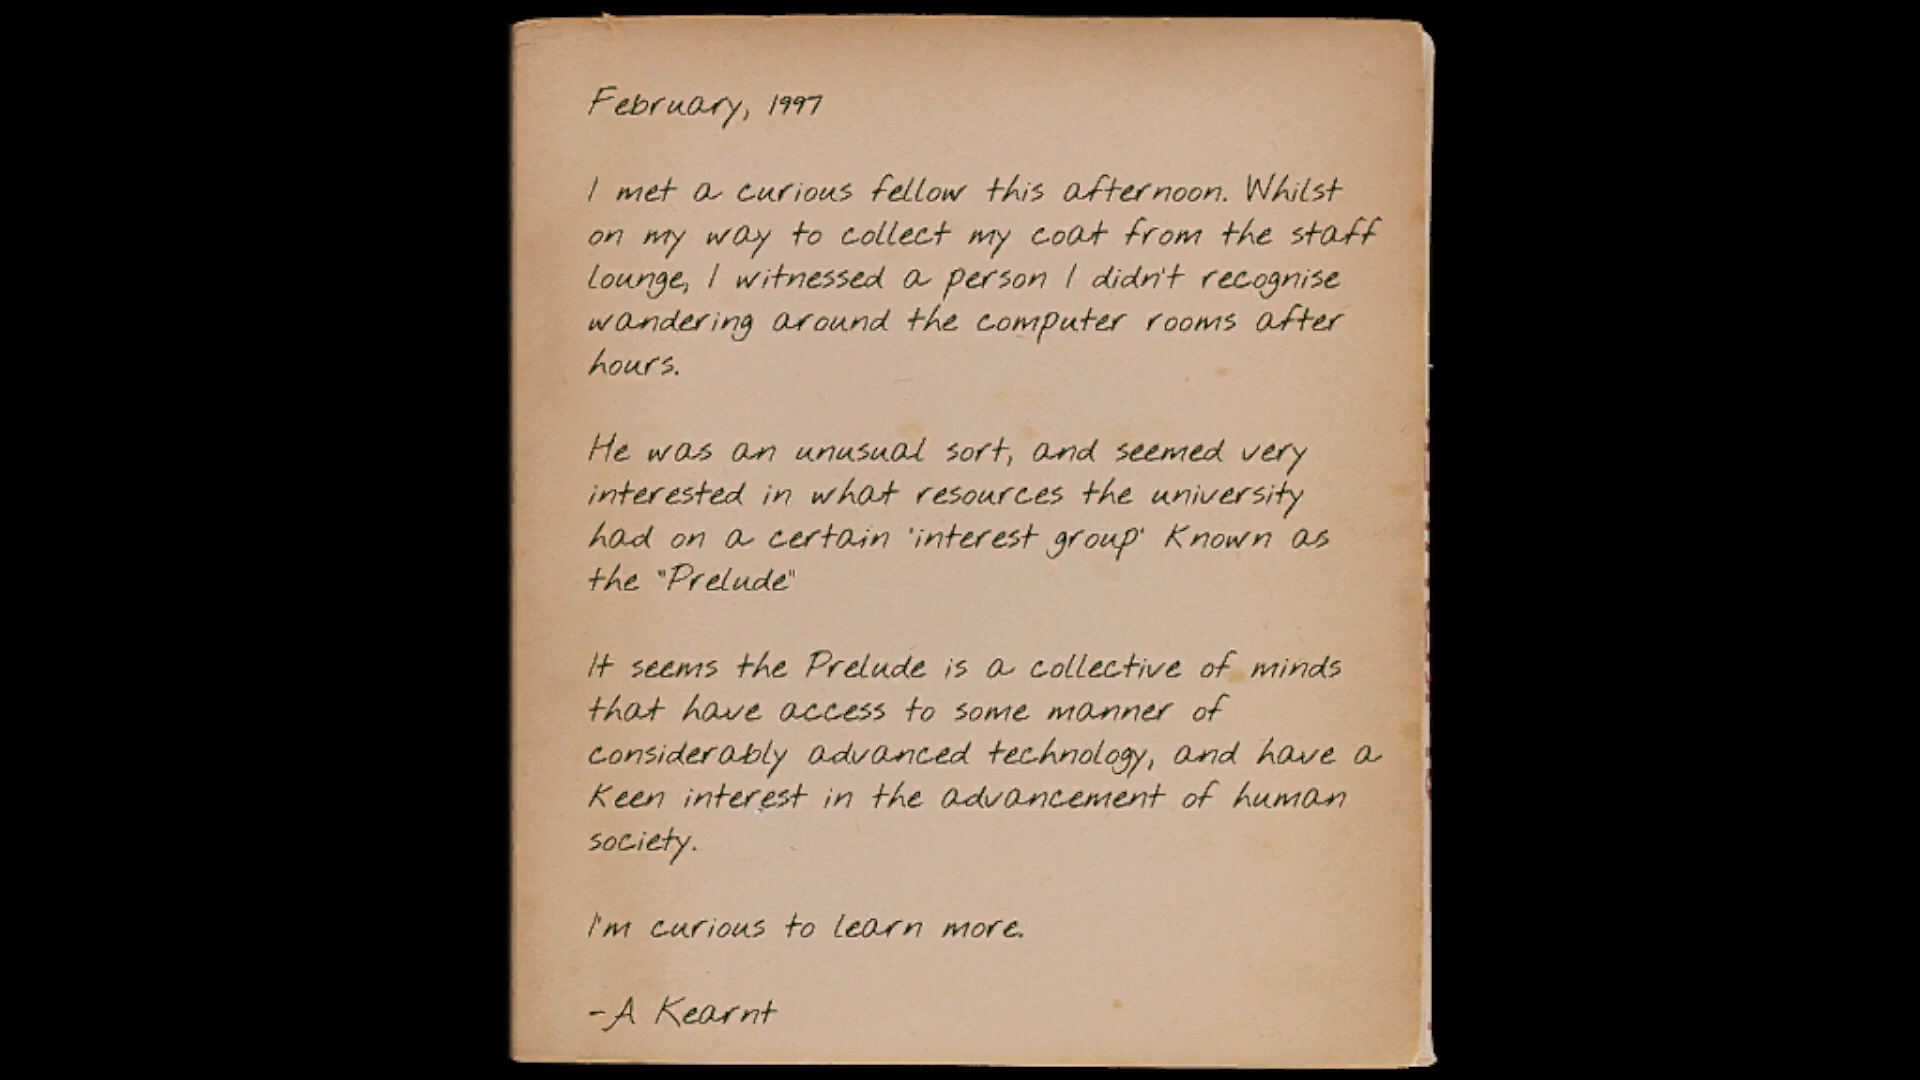 February, 1997
I met a curious fellow this afternoon. Whilst
on my way to collect my coat from the staff
lounge, I witnessed a person I didn't recognise
wandering around the computer rooms after
hours.
He was an unusual sort, and seemed very
interested in what resources the university
had on a certain 'interest group' known as
the "Prelude"
It seems the Prelude is a collective of minds
that have access to some manner of
considerably advanced technology, and have a
keen interest in the advancement of human
society.
I'm curious to learn more.
-A Kearnt